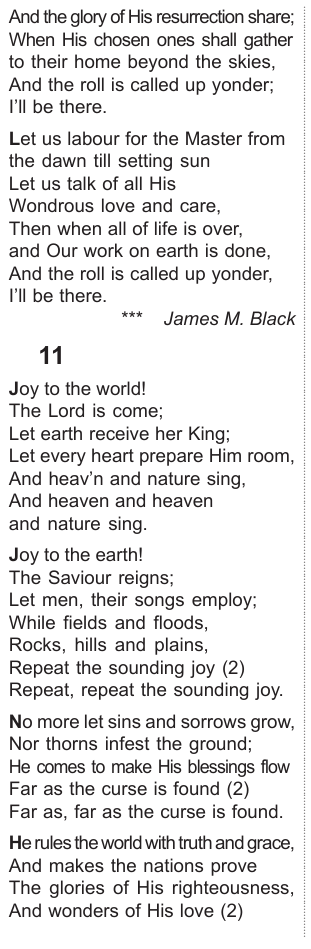 And the glory of His resurrection share;
When His chosen ones shall gather
to their home beyond the skies,
And the roll is called up yonder;
I'll be there.
Let us labour for the Master from
the dawn till setting sun
Let us talk of all His
Wondrous love and care,
Then when all of life is over,
and Our work on earth is done,
And the roll is called up yonder,
I'll be there.
*** James M. Black
11
Joy to the world!
The Lord is come;
Let earth receive her King;
Let every heart prepare Him room,
And heav'n and nature sing,
And heaven and heaven
and nature sing.
Joy to the earth!
The Saviour reigns;
Let men, their songs employ;
While fields and floods,
Rocks, hills and plains,
Repeat the sounding joy (2)
Repeat, repeat the sounding joy.
No more let sins and sorrows grow,
Nor thorns infest the ground;
He comes to make His blessings flow
Far as the curse is found (2)
Far as, far as the curse is found.
He rules the world with truth and grace,
And makes the nations prove
The glories of His righteousness,
And wonders of His love (2)